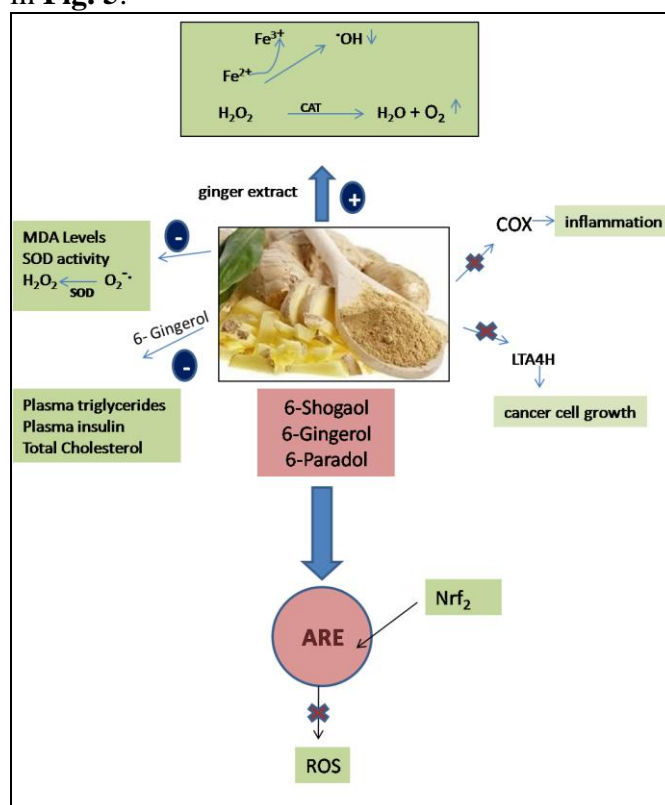 in Fig. 3.
Fe³⁺
˙OH ↓
Fe²⁺
H₂O₂ CAT H₂O + O₂ ↑
ginger extract
+
-
MDA Levels
SOD activity
H₂O₂ SOD O₂⁻·
COX
inflammation
6- Gingerol
-
LTA4H
Plasma triglycerides
Plasma insulin
Total Cholesterol
6-Shogaol
6-Gingerol
6-Paradol
cancer cell growth
Nrf₂
ARE
ROS